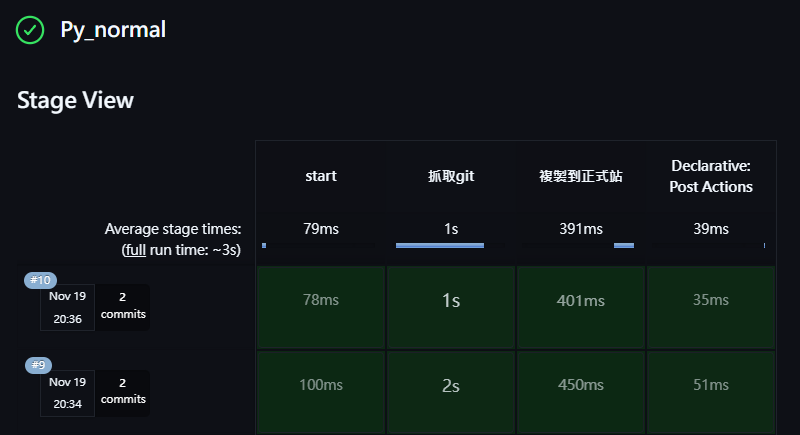 Py_normal
Stage View
start
抓取git
複製到正式站
Declarative:
Post Actions
Average stage times:
(full run time: ~3s)
79ms
1s
391ms
39ms
#10
Nov 19
20:36
2
commits
78ms
1s
401ms
35ms
#9
Nov 19
20:34
2
commits
100ms
2s
450ms
51ms